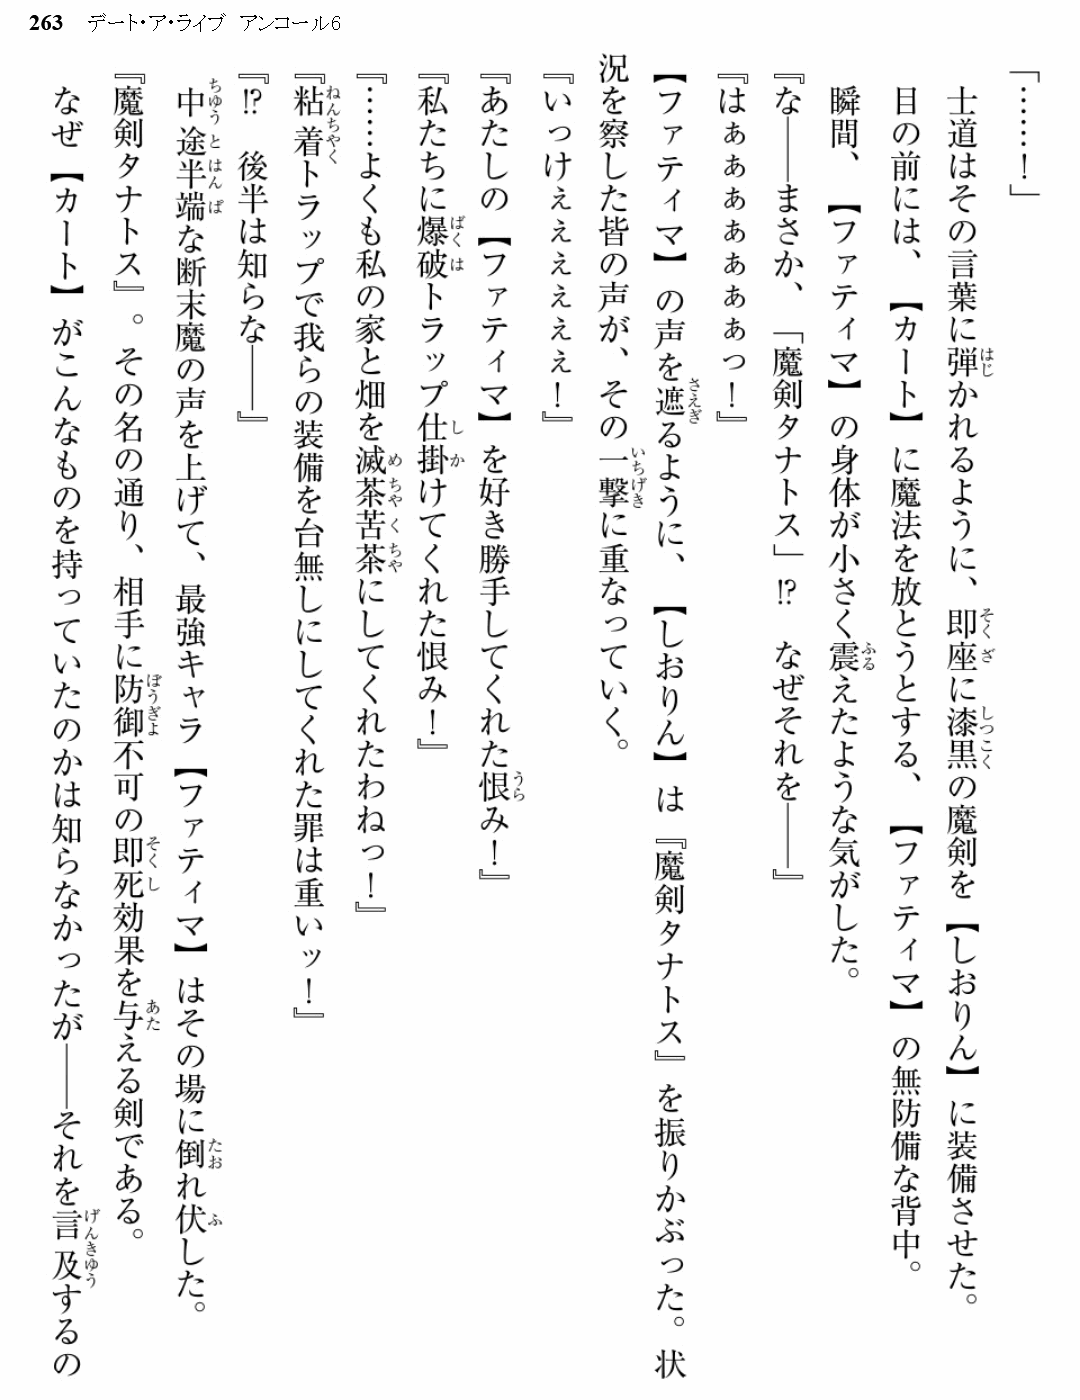 263 デート・ア・ライブ アンコール6
「……！」
士道はその言葉に弾かれるように、即座に漆黒の魔剣を【しおりん】に装備させた。
目の前には、【カート】に魔法を放とうとする、【ファティマ】の無防備な背中。
瞬間、【ファティマ】の身体が小さく震えたような気がした。
『な――まさか、「魔剣タナトス」⁉ なぜそれを――』
『はぁぁぁぁぁぁぁっ！』
【ファティマ】の声を遮るように、【しおりん】は『魔剣タナトス』を振りかぶった。状
況を察した皆の声が、その一撃に重なっていく。
『いっけぇぇぇぇぇ！』
『あたしの【ファティマ】を好き勝手してくれた恨み！』
『私たちに爆破トラップ仕掛けてくれた恨み！』
『……よくも私の家と畑を滅茶苦茶にしてくれたわねっ！』
『粘着トラップで我らの装備を台無しにしてくれた罪は重いッ！』
『⁉ 後半は知らな――』
中途半端な断末魔の声を上げて、最強キャラ【ファティマ】はその場に倒れ伏した。
『魔剣タナトス』。その名の通り、相手に防御不可の即死効果を与える剣である。
なぜ【カート】がこんなものを持っていたのかは知らなかったが――それを言及するの